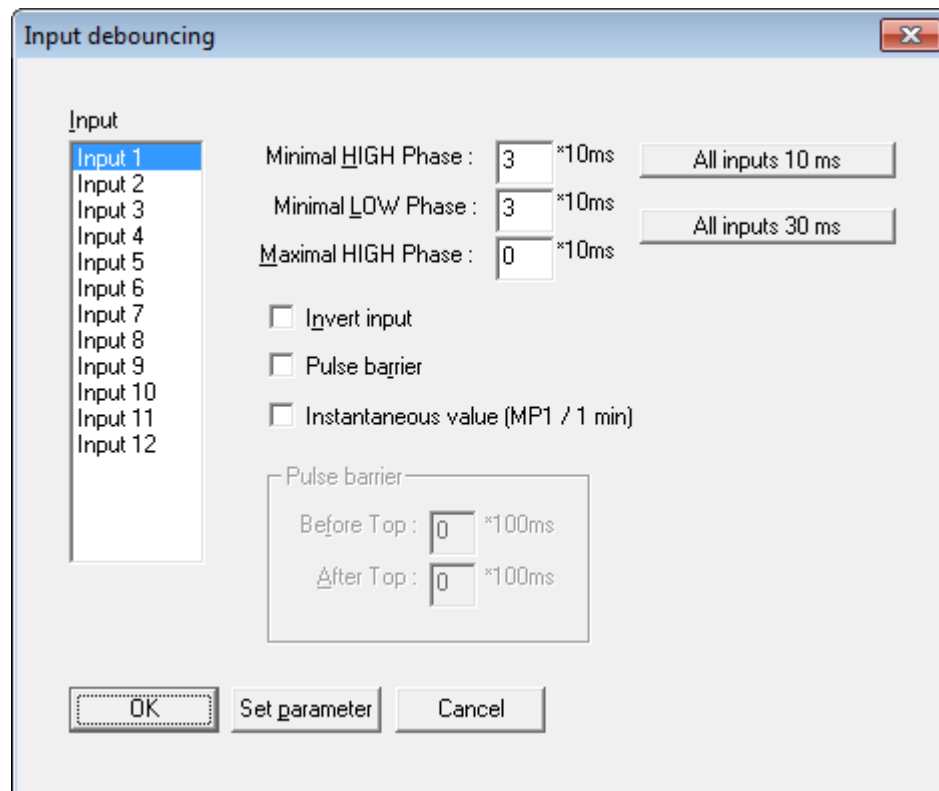 Input debouncing
Input
Input 1
Input 2
Input 3
Input 4
Input 5
Input 6
Input 7
Input 8
Input 9
Input 10
Input 11
Input 12
Minimal HIGH Phase : 3 *10ms
Minimal LOW Phase : 3 *10ms
Maximal HIGH Phase : 0 *10ms
All inputs 10 ms
All inputs 30 ms
Invert input
Pulse barrier
Instantaneous value (MP1 / 1 min)
Pulse barrier
Before Top : 0 *100ms
After Top : 0 *100ms
OK
Set parameter
Cancel